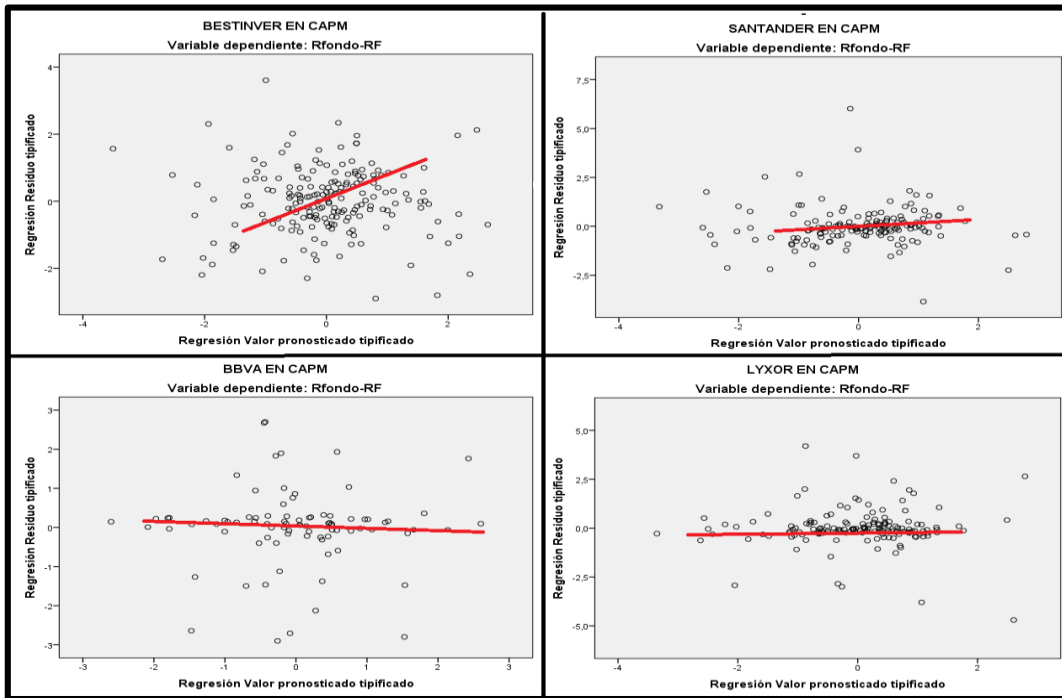 BESTINVER EN CAPM
Variable dependiente: Rfondo-RF
Regresión Residuo tipificado
4
2
0
-2
-4
-2
0
2
Regresión Valor pronosticado tipificado
SANTANDER EN CAPM
Variable dependiente: Rfondo-RF
Regresión Residuo tipificado
7,5
5,0
2,5
0,0
-2,5
-4
-2
0
2
Regresión Valor pronosticado tipificado
BBVA EN CAPM
Variable dependiente: Rfondo-RF
Regresión Residuo tipificado
3
2
1
0
-1
-2
-3
-3
-2
-1
0
1
2
3
Regresión Valor pronosticado tipificado
LYXOR EN CAPM
Variable dependiente: Rfondo-RF
Regresión Residuo tipificado
5,0
2,5
0,0
-2,5
-5,0
-4
-2
0
2
Regresión Valor pronosticado tipificado